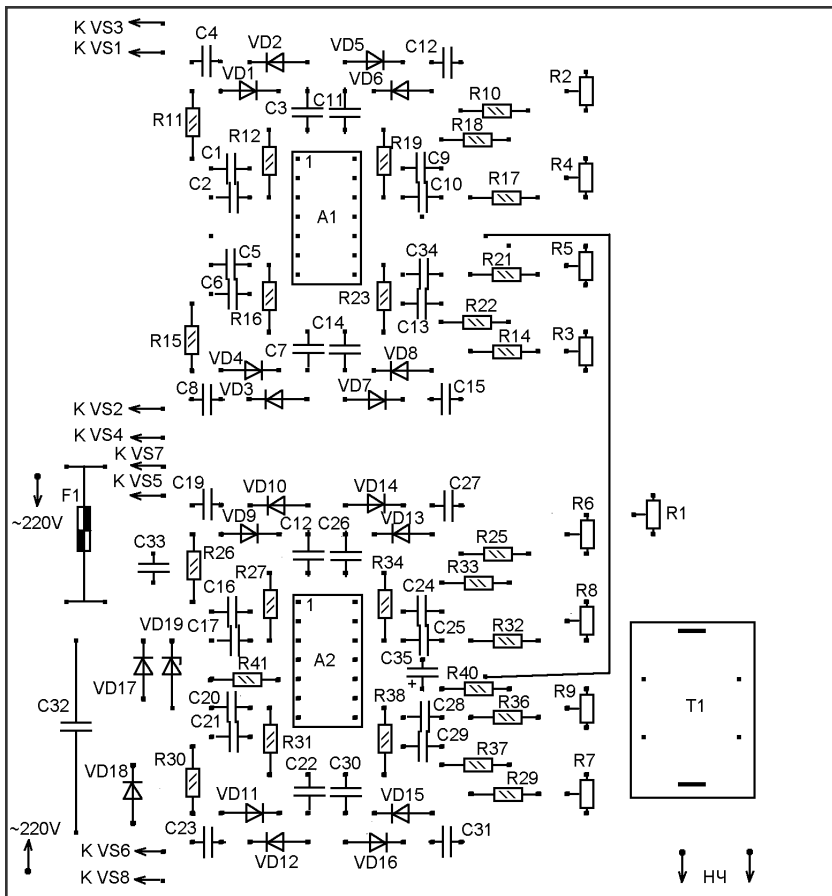 K VS3
K VS1
C4
VD2
VD5
C12
VD1
VD6
R2
C3
C11
R10
R11
R12
R18
R19
C1
C9
R4
C2
1
C10
R17
A1
C5
C34
R5
R21
C6
R16
R23
C13
R22
R15
C14
R14
R3
VD4
C7
VD8
C8
VD3
VD7
C15
K VS2
K VS4
K VS7
K VS5
F1
C19
VD10
VD14
C27
R6
R1
~220V
VD9
C12
C26
VD13
R25
C33
R26
R27
R34
R33
C16
C24
R8
1
C17
C25
R32
VD19
A2
C35
+
R41
R40
VD17
C32
C20
R38
C28
R36
R9
T1
C21
R31
C29
R30
R37
VD18
C22
C30
R29
R7
VD11
VD15
~220V
C23
VD12
VD16
C31
K VS6
K VS8
НЧ